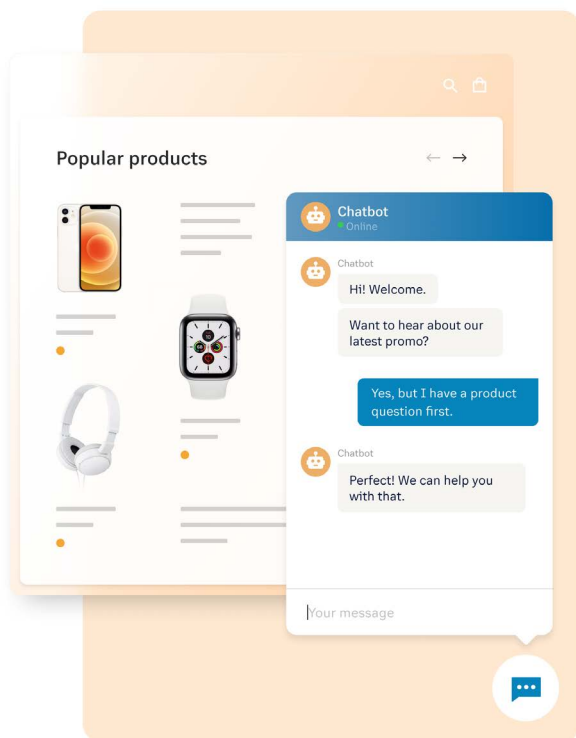 Popular products
Chatbot
Online
Chatbot
Hi! Welcome.
Want to hear about our
latest promo?
Yes, but I have a product
question first.
Chatbot
Perfect! We can help you
with that.
Your message